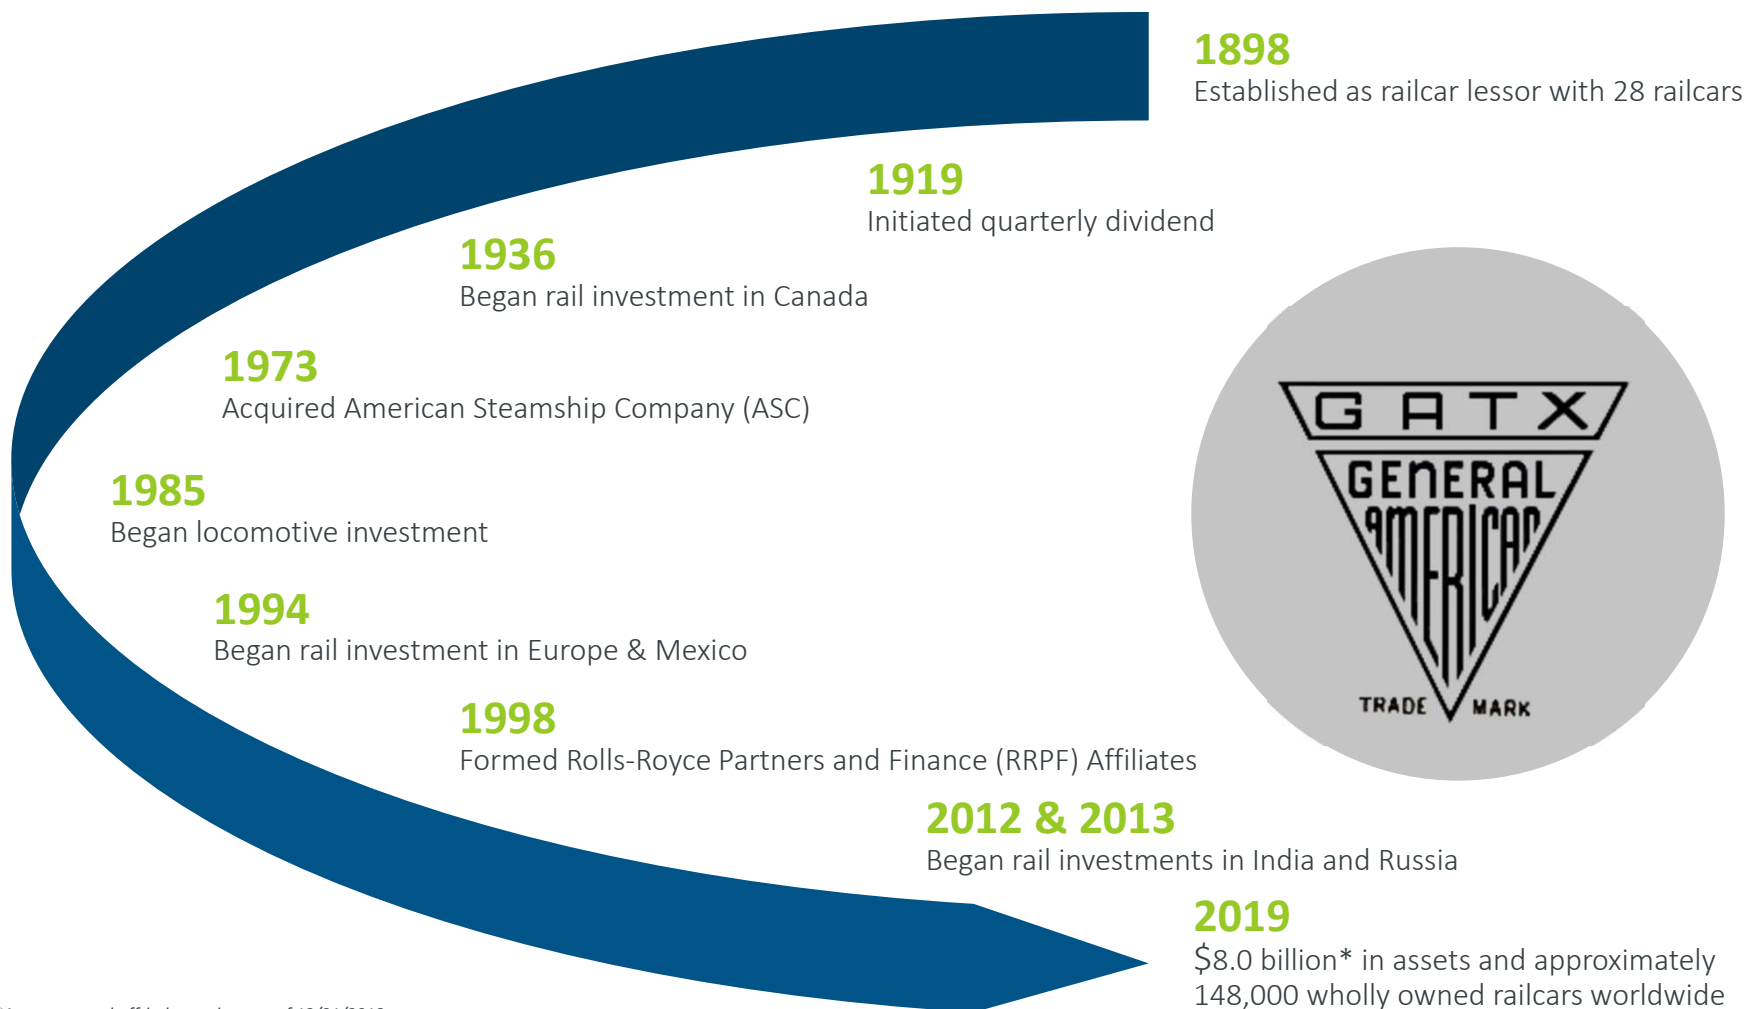 1898
Established as railcar lessor with 28 railcars
1919
Initiated quarterly dividend
1936
Began rail investment in Canada
1973
Acquired American Steamship Company (ASC)
1985
Began locomotive investment
1994
Began rail investment in Europe & Mexico
1998
Formed Rolls-Royce Partners and Finance (RRPF) Affiliates
2012 & 2013
Began rail investments in India and Russia
2019
$8.0 billion* in assets and approximately
148,000 wholly owned railcars worldwide
GATX
GENERAL
AMERICAN
TRADE MARK